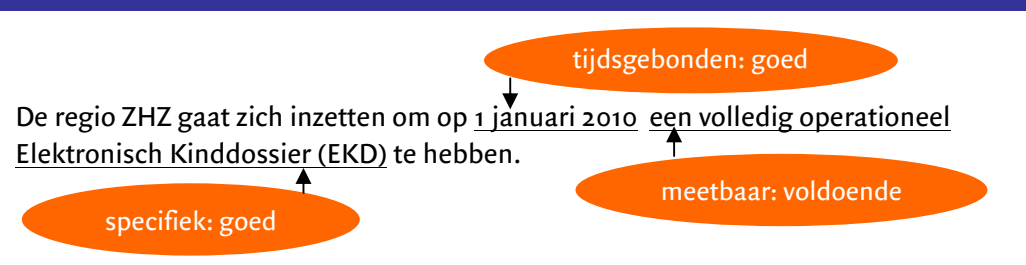 tijdsgebonden: goed
De regio ZHZ gaat zich inzetten om op 1 januari 2010 een volledig operationeel
Elektronisch Kinddossier (EKD) te hebben.
meetbaar: voldoende
specifiek: goed